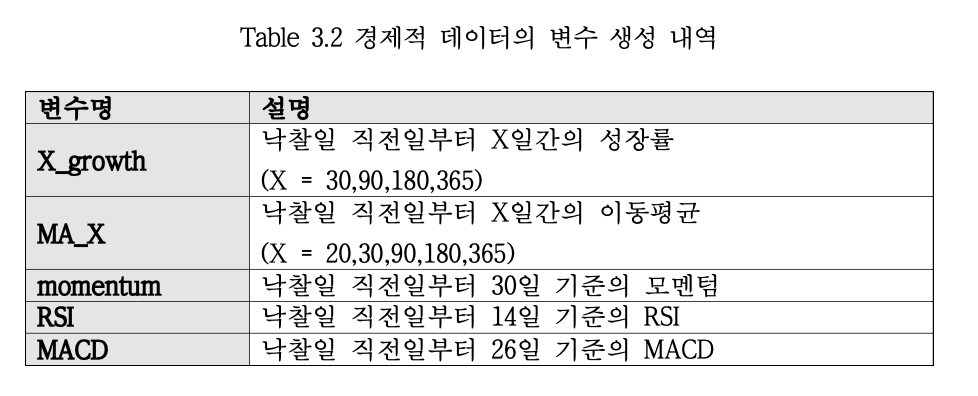 Table 3.2 경제적 데이터의 변수 생성 내역
변수명 설명
X_growth
낙찰일 직전일부터 X일간의 성장률
(X = 30,90,180,365)
MA_X
낙찰일 직전일부터 X일간의 이동평균
(X = 20,30,90,180,365)
momentum 낙찰일 직전일부터 30일 기준의 모멘텀
RSI 낙찰일 직전일부터 14일 기준의 RSI
MACD 낙찰일 직전일부터 26일 기준의 MACD